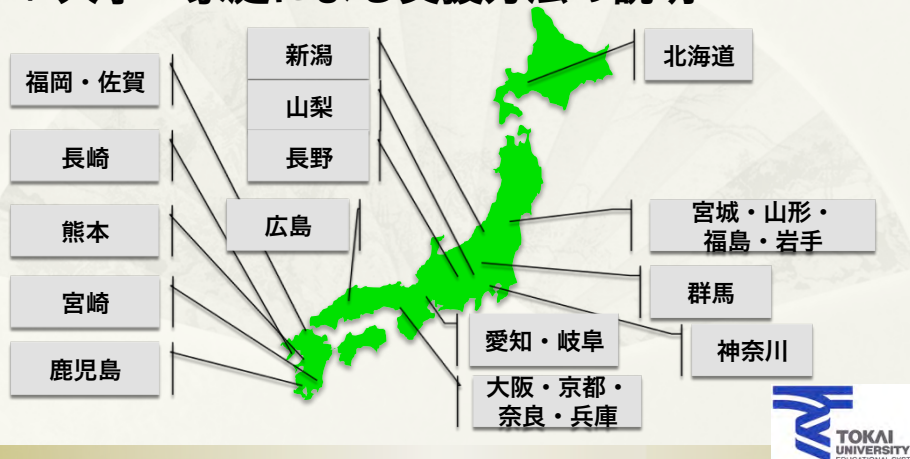 福岡・佐賀
長崎
熊本
宮崎
鹿児島
新潟
山梨
長野
広島
北海道
宮城・山形・
福島・岩手
群馬
神奈川
愛知・岐阜
大阪・京都・
奈良・兵庫
TOKAI
UNIVERSITY